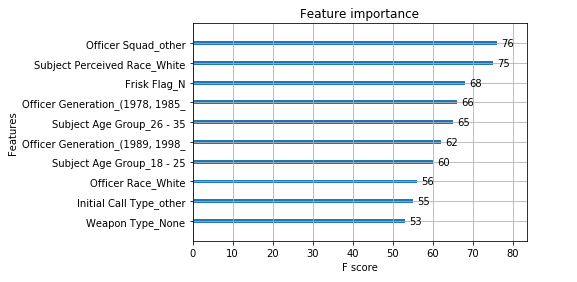 Feature importance
Officer Squad_other 76
Subject Perceived Race_White 75
Frisk Flag_N 68
Officer Generation_(1978, 1985_ 66
Subject Age Group_26 - 35 65
Officer Generation_(1989, 1998_ 62
Subject Age Group_18 - 25 60
Officer Race_White 56
Initial Call Type_other 55
Weapon Type_None 53
Features
0 10 20 30 40 50 60 70 80
F score